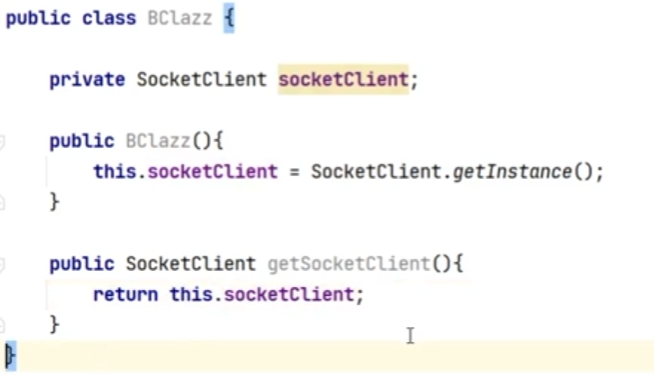 public class BClazz {
private SocketClient socketClient;
public BClazz(){
this.socketClient = SocketClient.getInstance();
}
public SocketClient getSocketClient(){
return this.socketClient;
}
}